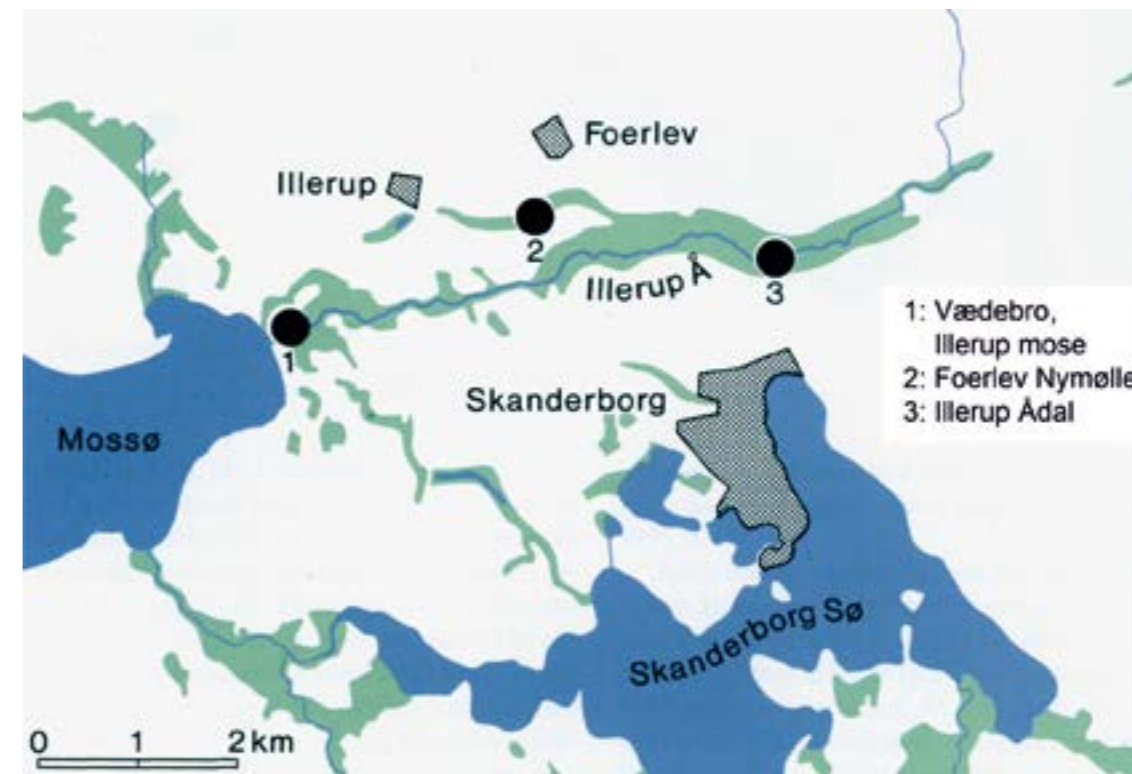 Foerlev
Illerup
2
Illerup Å
3
1
1: Vædebro,
Illerup mose
2: Foerlev Nymølle
3: Illerup Ådal
Skanderborg
Mossø
Skanderborg Sø
0 1 2 km